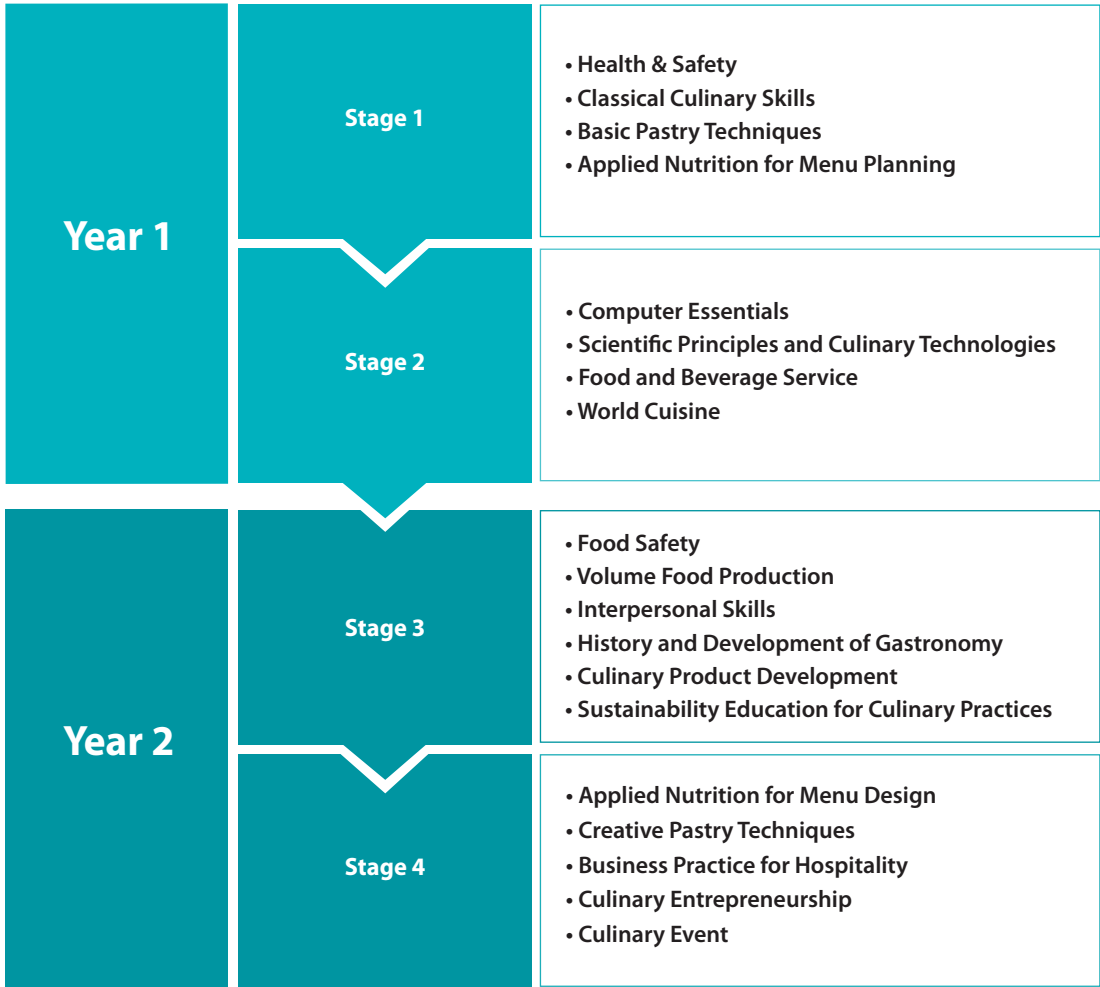 Year 1
Stage 1
• Health & Safety
• Classical Culinary Skills
• Basic Pastry Techniques
• Applied Nutrition for Menu Planning
Stage 2
• Computer Essentials
• Scientific Principles and Culinary Technologies
• Food and Beverage Service
• World Cuisine
Year 2
Stage 3
• Food Safety
• Volume Food Production
• Interpersonal Skills
• History and Development of Gastronomy
• Culinary Product Development
• Sustainability Education for Culinary Practices
Stage 4
• Applied Nutrition for Menu Design
• Creative Pastry Techniques
• Business Practice for Hospitality
• Culinary Entrepreneurship
• Culinary Event